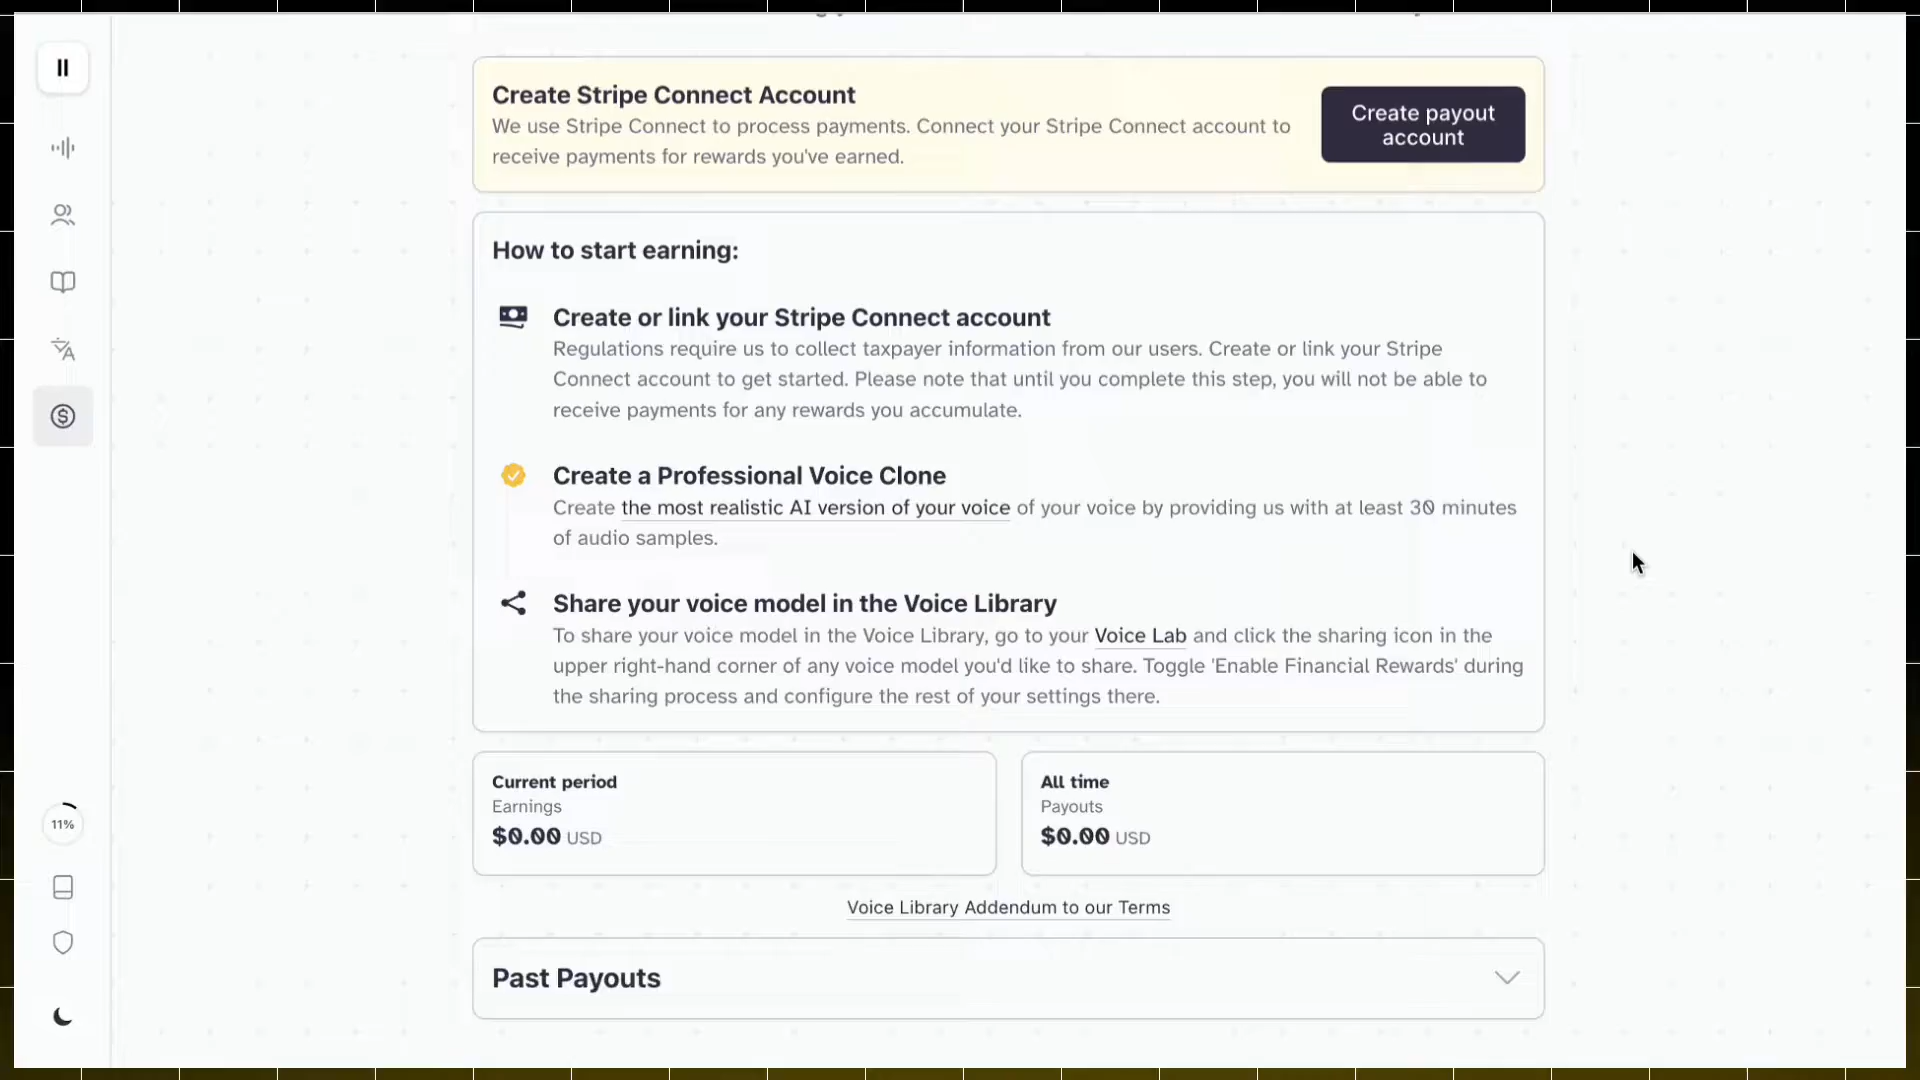 Create Stripe Connect Account
We use Stripe Connect to process payments. Connect your Stripe Connect account to
receive payments for rewards you've earned.
Create payout
account
How to start earning:
Create or link your Stripe Connect account
Regulations require us to collect taxpayer information from our users. Create or link your Stripe
Connect account to get started. Please note that until you complete this step, you will not be able to
receive payments for any rewards you accumulate.
Create a Professional Voice Clone
Create the most realistic AI version of your voice of your voice by providing us with at least 30 minutes
of audio samples.
Share your voice model in the Voice Library
To share your voice model in the Voice Library, go to your Voice Lab and click the sharing icon in the
upper right-hand corner of any voice model you'd like to share. Toggle 'Enable Financial Rewards' during
the sharing process and configure the rest of your settings there.
Current period
Earnings
$0.00 USD
All time
Payouts
$0.00 USD
11%
Voice Library Addendum to our Terms
Past Payouts